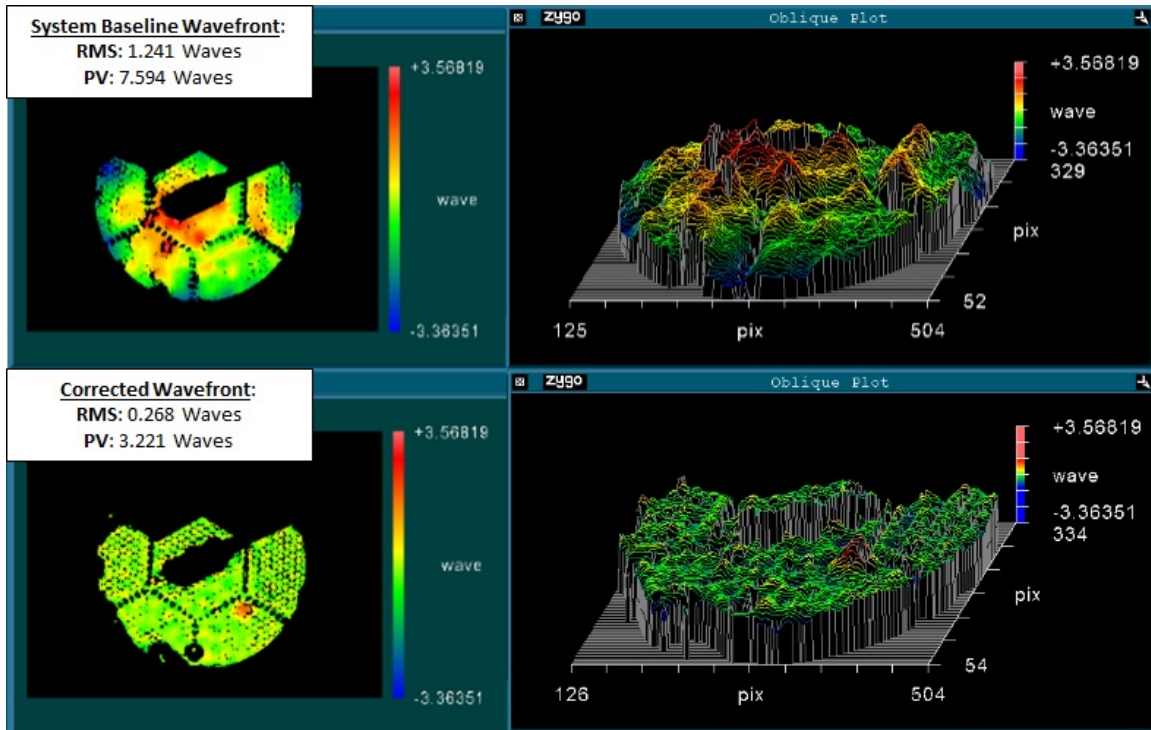 System Baseline Wavefront:
RMS: 1.241 Waves
PV: 7.594 Waves
+3.56819
wave
-3.36351
zygo
Oblique Plot
+3.56819
wave
-3.36351
329
pix
52
125
pix
504
Corrected Wavefront:
RMS: 0.268 Waves
PV: 3.221 Waves
+3.56819
wave
-3.36351
zygo
Oblique Plot
+3.56819
wave
-3.36351
334
pix
54
126
pix
504